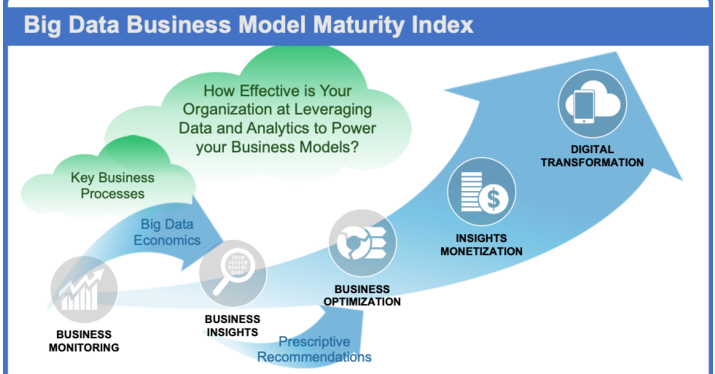 Big Data Business Model Maturity Index
How Effective is Your
Organization at Leveraging
Data and Analytics to Power
your Business Models?
Key Business
Processes
Big Data
Economics
BUSINESS
MONITORING
BUSINESS
INSIGHTS
Prescriptive
Recommendations
BUSINESS
OPTIMIZATION
$
INSIGHTS
MONETIZATION
DIGITAL
TRANSFORMATION